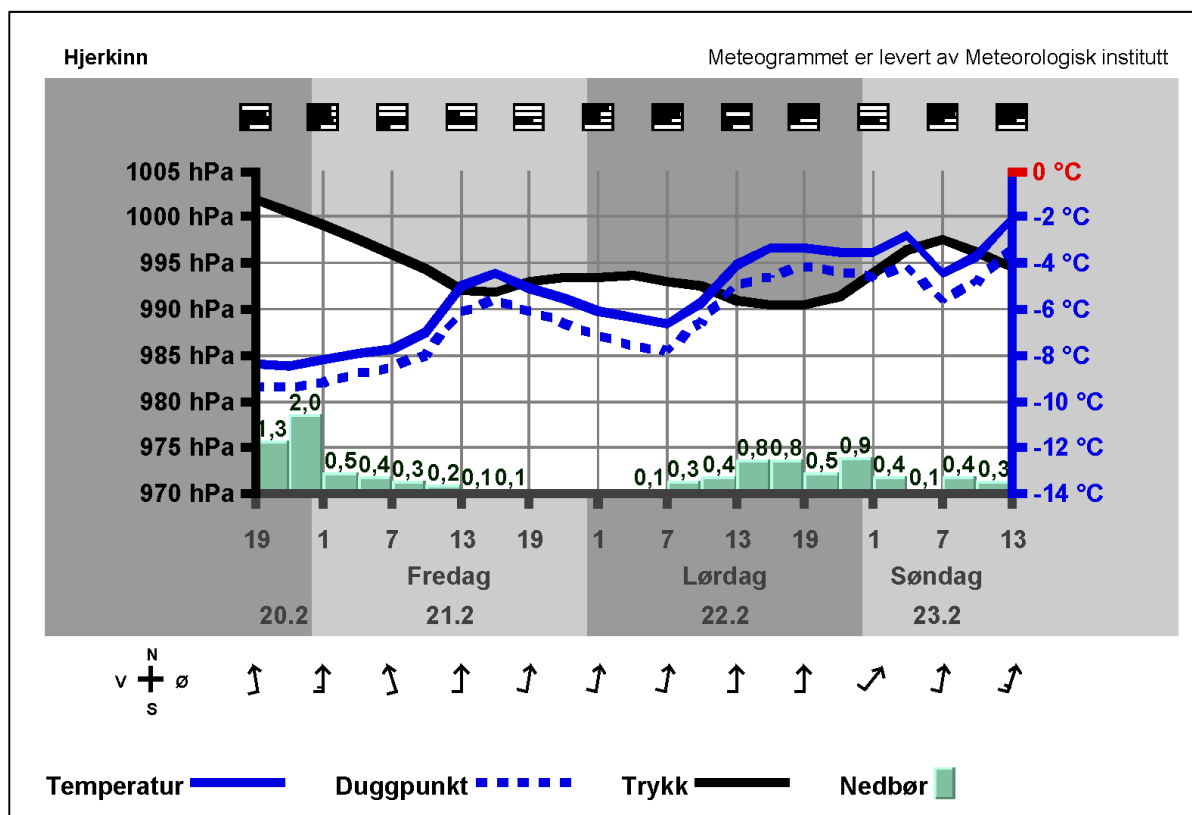 Hjerkinn Meteogrammet er levert av Meteorologisk institutt
1005 hPa 0 °C
1000 hPa -2 °C
995 hPa -4 °C
990 hPa -6 °C
985 hPa -8 °C
980 hPa -10 °C
975 hPa -12 °C
970 hPa -14 °C
1,3 2,0 0,5 0,4 0,3 0,2 0,1 0,1 0,1 0,3 0,4 0,8 0,8 0,5 0,9 0,4 0,1 0,4 0,3
19 1 7 13 19 1 7 13 19 1 7 13
Fredag Lørdag Søndag
20.2 21.2 22.2 23.2
N
V Ø
S
Temperatur Duggpunkt Trykk Nedbør